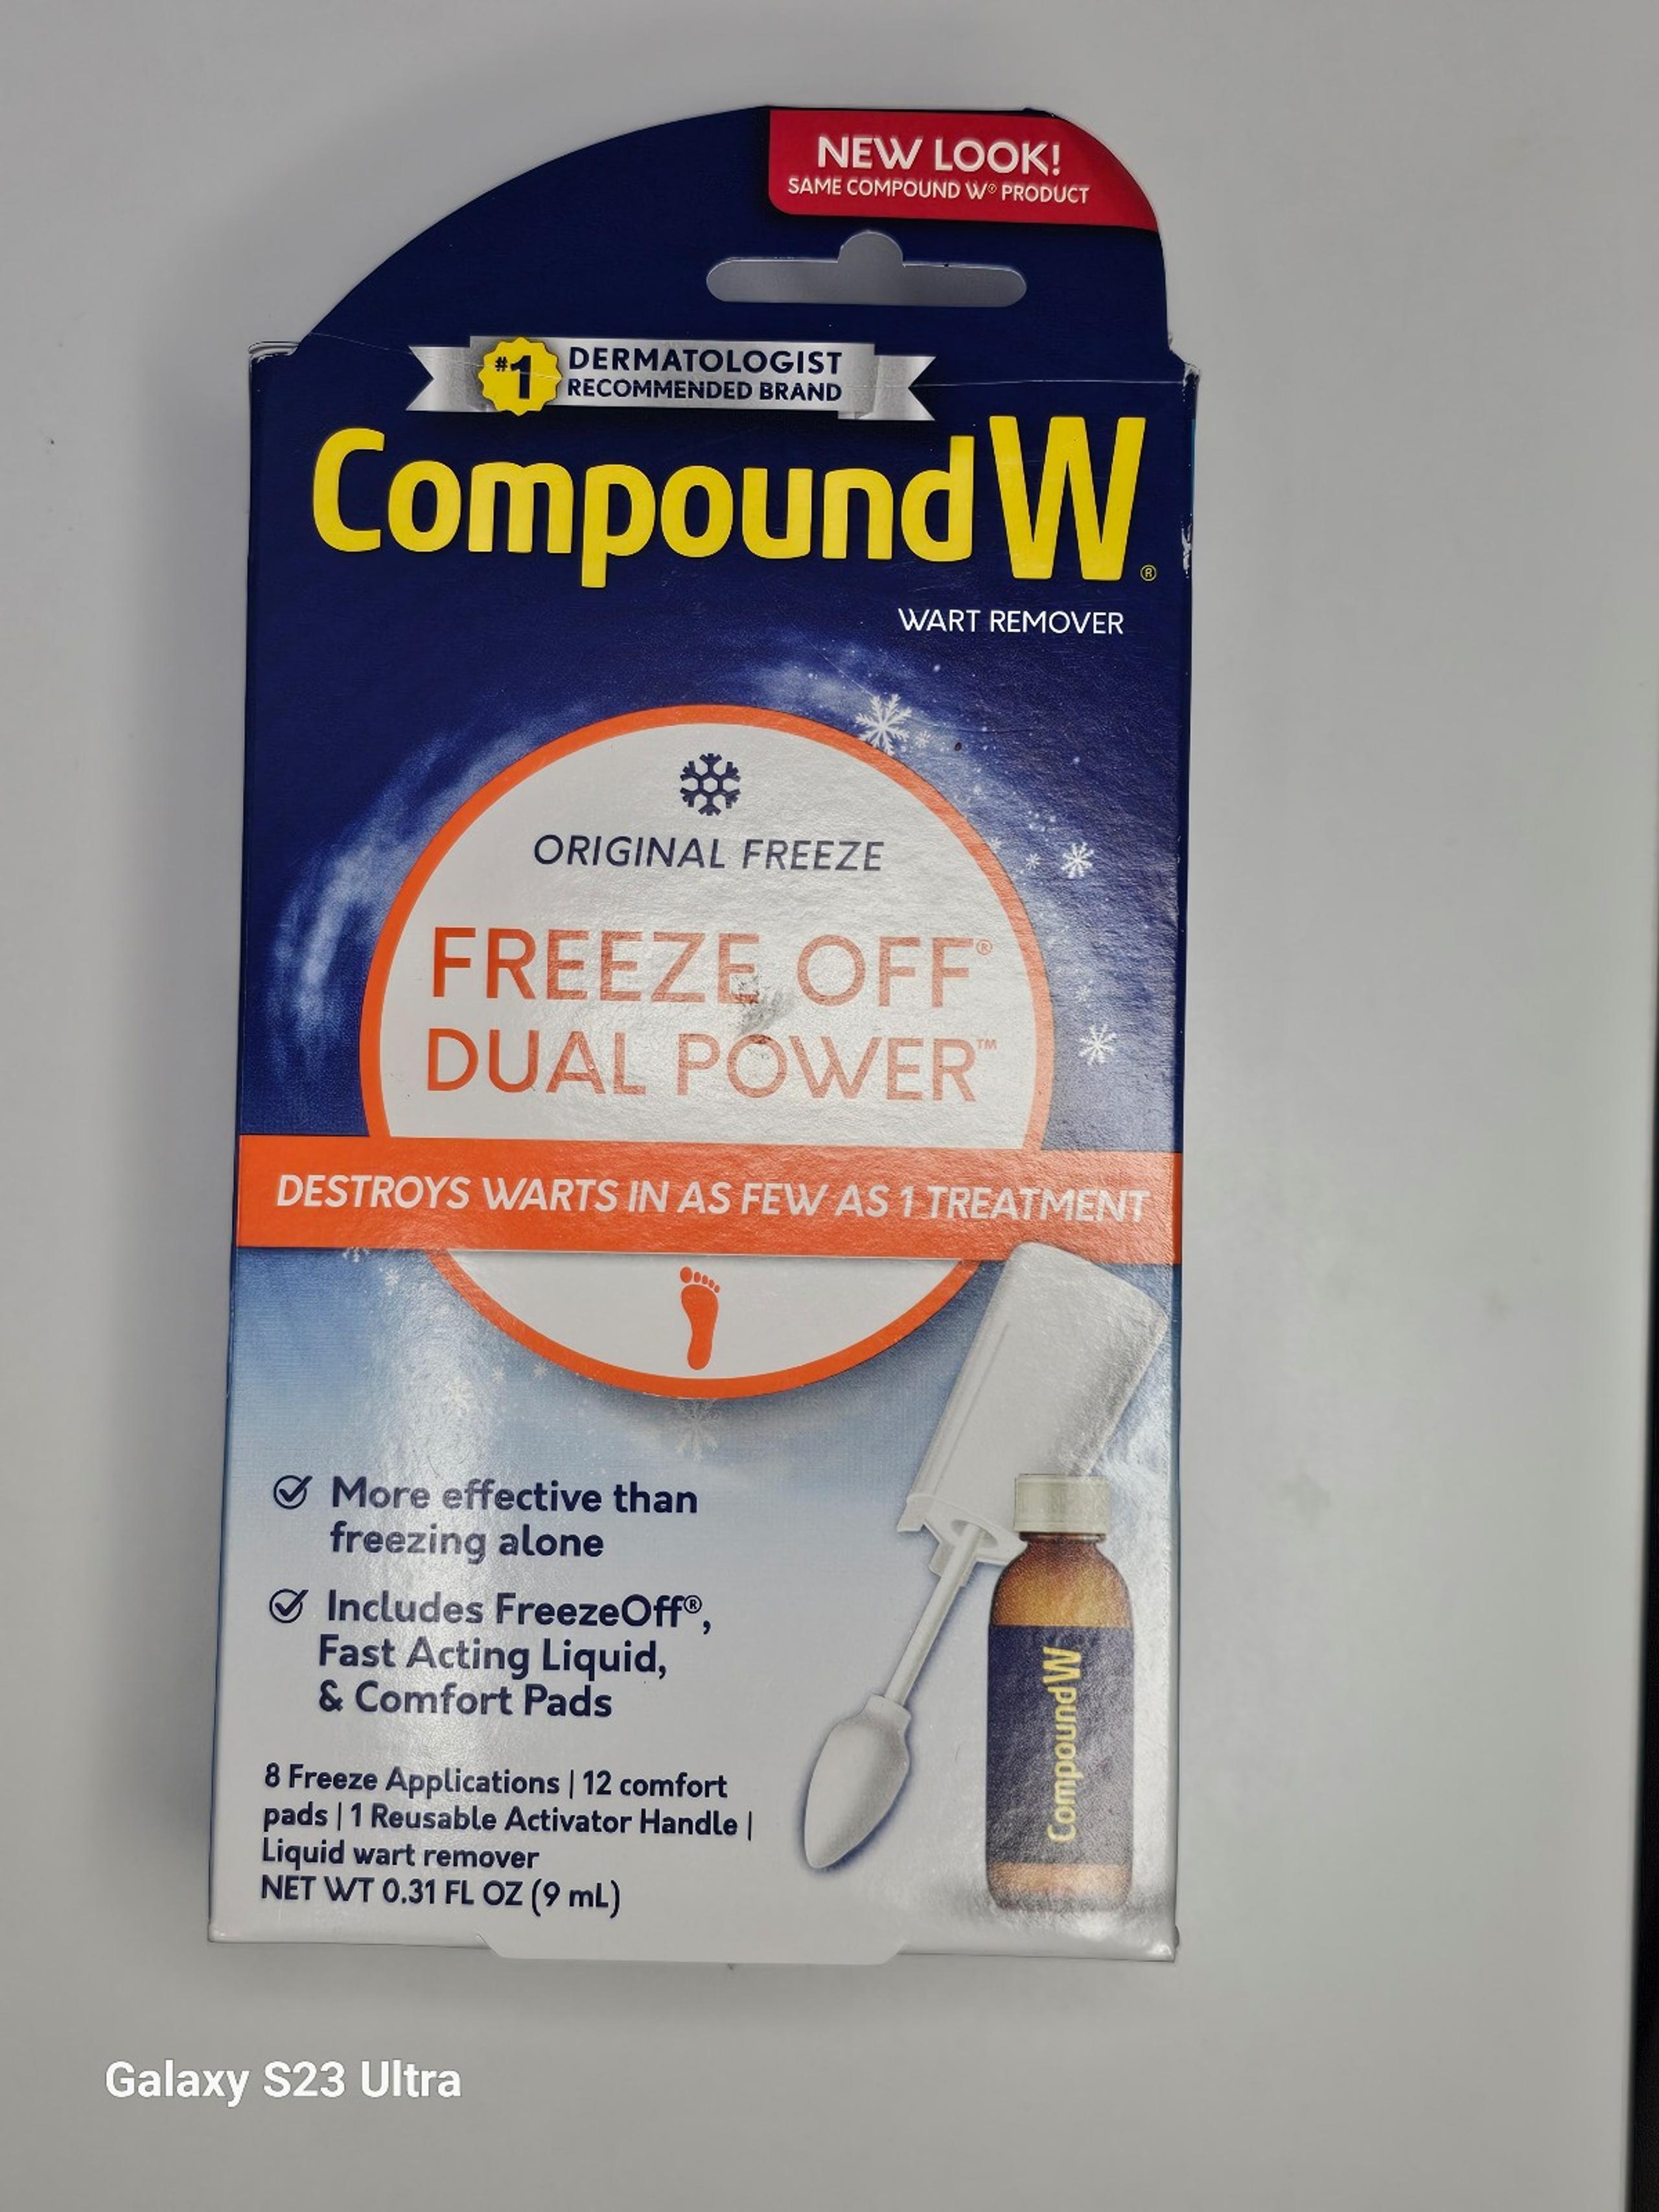 NEW LOOK!
SAME COMPOUND W® PRODUCT
#1 DERMATOLOGIST
RECOMMENDED BRAND
Compound W®
WART REMOVER
ORIGINAL FREEZE
FREEZE OFF®
DUAL POWER™
DESTROYS WARTS IN AS FEW AS 1 TREATMENT
More effective than
freezing alone
Includes FreezeOff®,
Fast Acting Liquid,
& Comfort Pads
CompoundW
8 Freeze Applications | 12 comfort
pads | 1 Reusable Activator Handle |
Liquid wart remover
NET WT 0.31 FL OZ (9 mL)
Galaxy S23 Ultra